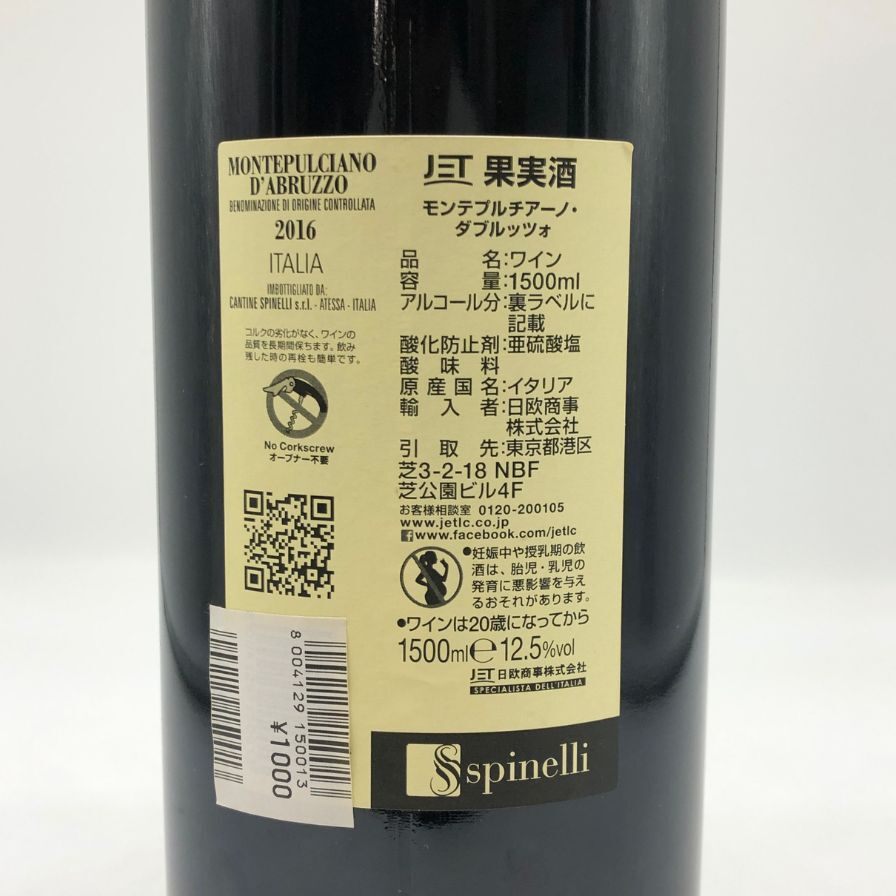 MONTEPULCIANO
D'ABRUZZO
DENOMINAZIONE DI ORIGINE CONTROLLATA
2016
ITALIA
IMBOTTIGLIATO DA:
CANTINE SPINELLI s.r.l. - ATESSA - ITALIA
コルクの劣化がなく、ワインの
品質を長期間保ちます。飲み
残した時の再栓も簡単です。
No Corkscrew
オープナー不要
JET 果実酒
モンテプルチアーノ・
ダブルッツォ
品名:ワイン
容量:1500ml
アルコール分:裏ラベルに
記載
酸化防止剤:亜硫酸塩
酸味料
原産国名:イタリア
輸入者:日欧商事
株式会社
引取先:東京都港区
芝3-2-18 NBF
芝公園ビル4F
お客様相談室 0120-200105
www.jetlc.co.jp
www.facebook.com/jetlc
●妊娠中や授乳期の飲
酒は、胎児・乳児の
発育に悪影響を与え
るおそれがあります。
●ワインは20歳になってから
1500ml e 12.5%vol
JET 日欧商事株式会社
SPECIALISTA DELL'ITALIA
spinelli
8 004129 150013
¥1000